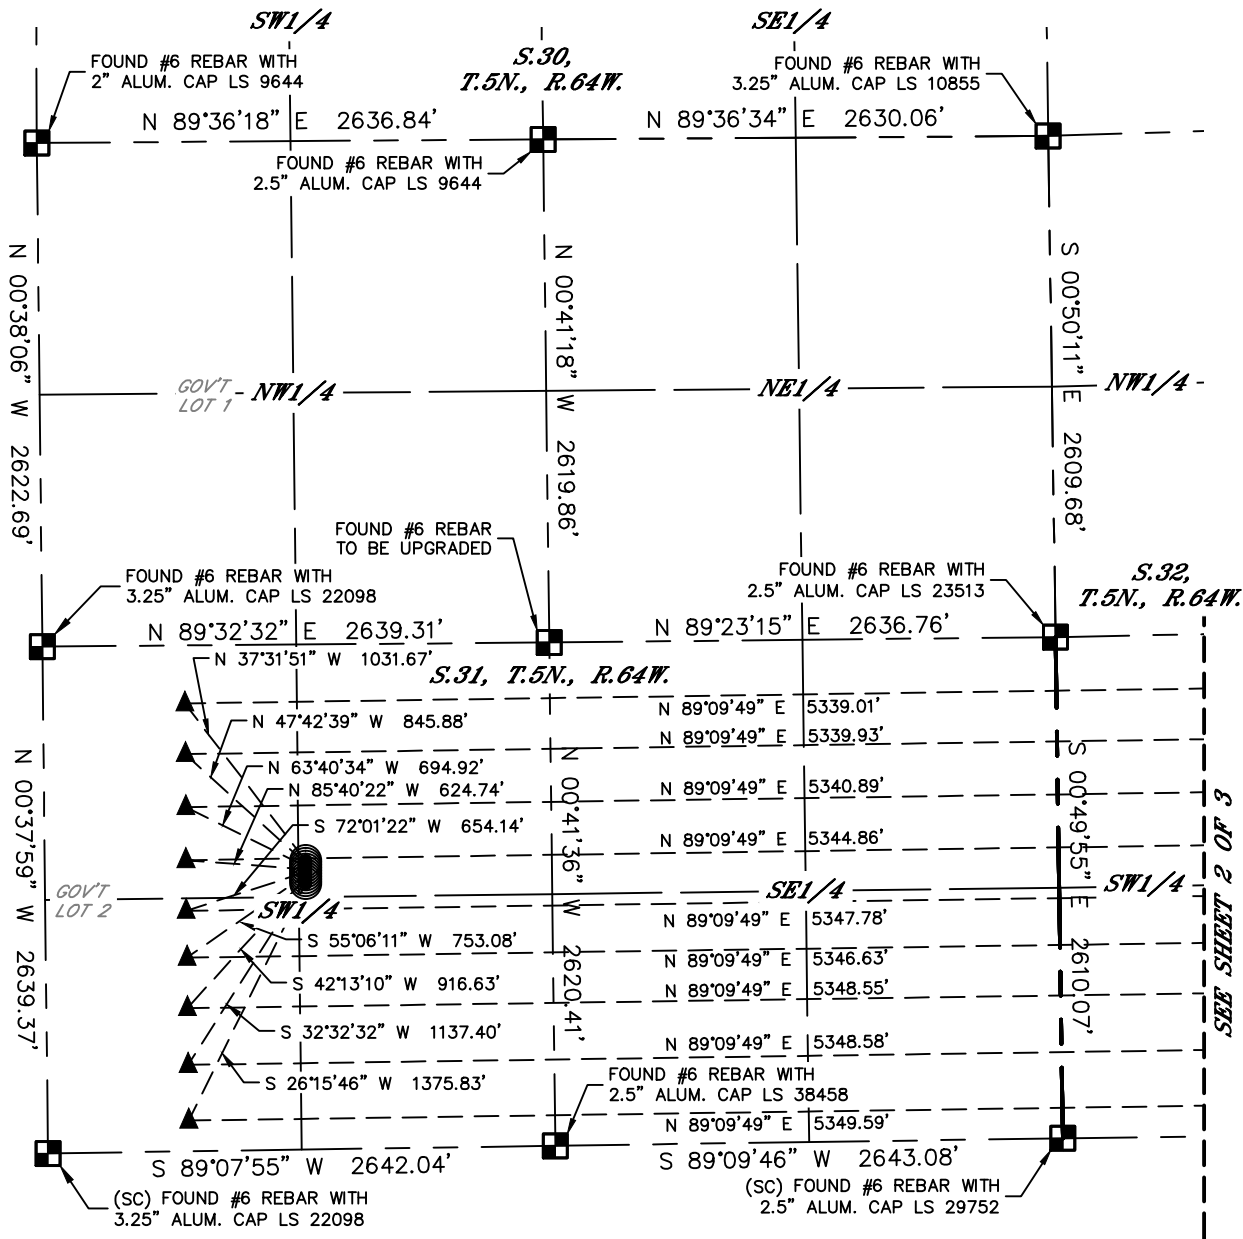 SW1/4
SE1/4
FOUND #6 REBAR WITH
2" ALUM. CAP LS 9644
S.30,
T.5N., R.64W.
FOUND #6 REBAR WITH
3.25" ALUM. CAP LS 10855
N 89°36'18" E 2636.84'
N 89°36'34" E 2630.06'
FOUND #6 REBAR WITH
2.5" ALUM. CAP LS 9644
N 00°38'06" W 2622.69'
N 00°41'18" W 2619.86'
S 00°50'11" E 2609.68'
GOV'T
LOT 1
NW1/4
NE1/4
NW1/4
FOUND #6 REBAR
TO BE UPGRADED
FOUND #6 REBAR WITH
3.25" ALUM. CAP LS 22098
FOUND #6 REBAR WITH
2.5" ALUM. CAP LS 23513
S.32,
T.5N., R.64W.
N 89°32'32" E 2639.31'
N 89°23'15" E 2636.76'
N 37°31'51" W 1031.67'
S.31, T.5N., R.64W.
N 89°09'49" E 5339.01'
N 47°42'39" W 845.88'
N 89°09'49" E 5339.93'
N 63°40'34" W 694.92'
N 85°40'22" W 624.74'
N 89°09'49" E 5340.89'
S 72°01'22" W 654.14'
N 89°09'49" E 5344.86'
N 00°37'59" W 2639.37'
N 00°41'36" W 2620.41'
S 00°49'55" E 2610.07'
SEE SHEET 2 OF 3
GOV'T
LOT 2
SW1/4
SE1/4
SW1/4
N 89°09'49" E 5347.78'
S 55°06'11" W 753.08'
N 89°09'49" E 5346.63'
S 42°13'10" W 916.63'
N 89°09'49" E 5348.55'
S 32°32'32" W 1137.40'
N 89°09'49" E 5348.58'
S 26°15'46" W 1375.83'
FOUND #6 REBAR WITH
2.5" ALUM. CAP LS 38458
N 89°09'49" E 5349.59'
S 89°07'55" W 2642.04'
S 89°09'46" W 2643.08'
(SC) FOUND #6 REBAR WITH
3.25" ALUM. CAP LS 22098
(SC) FOUND #6 REBAR WITH
2.5" ALUM. CAP LS 29752